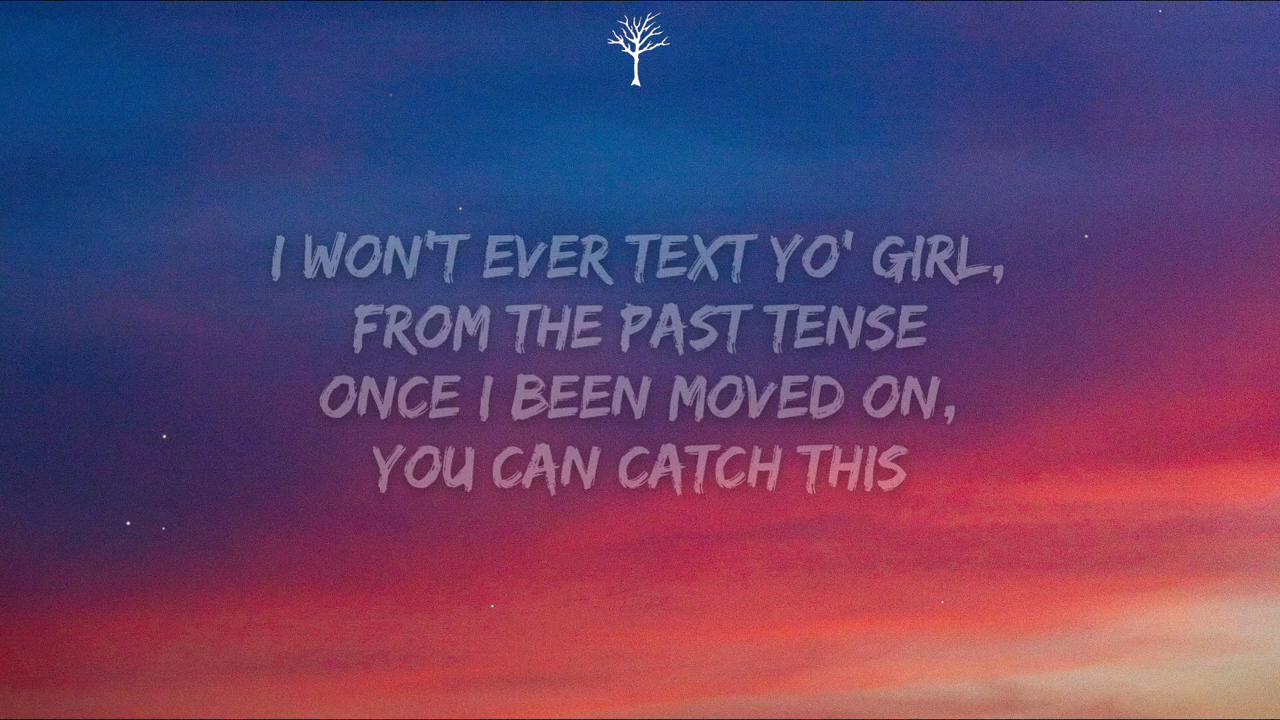 I WON'T EVER TEXT YO' GIRL,
FROM THE PAST TENSE
ONCE I BEEN MOVED ON,
YOU CAN CATCH THIS